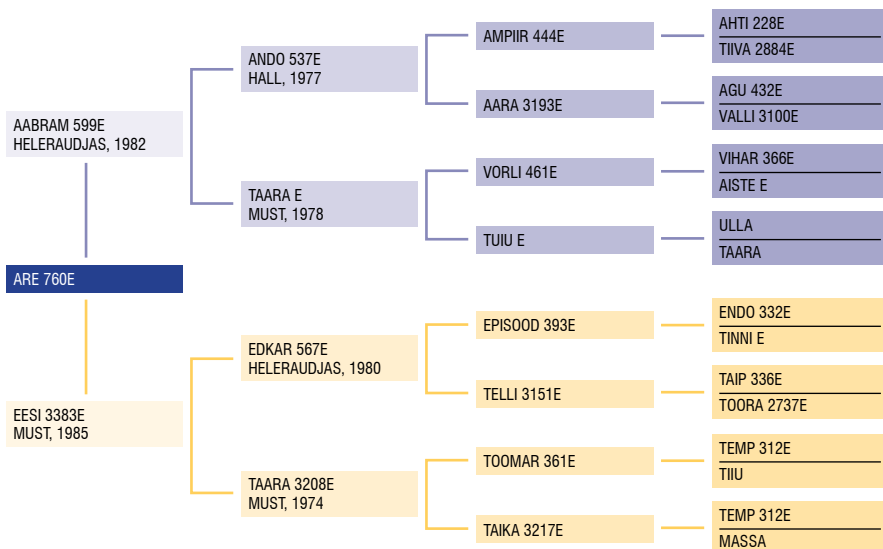 AABRAM 599E
HELERAUDJAS, 1982
ARE 760E
EESI 3383E
MUST, 1985
ANDO 537E
HALL, 1977
TAARA E
MUST, 1978
EDKAR 567E
HELERAUDJAS, 1980
TAARA 3208E
MUST, 1974
AMPIIR 444E
AARA 3193E
VORLI 461E
TUIU E
EPISOOD 393E
TELLI 3151E
TOOMAR 361E
TAIKA 3217E
AHTI 228E
TIIVA 2884E
AGU 432E
VALLI 3100E
VIHAR 366E
AISTE E
ULLA
TAARA
ENDO 332E
TINNI E
TAIP 336E
TOORA 2737E
TEMP 312E
TIIU
TEMP 312E
MASSA